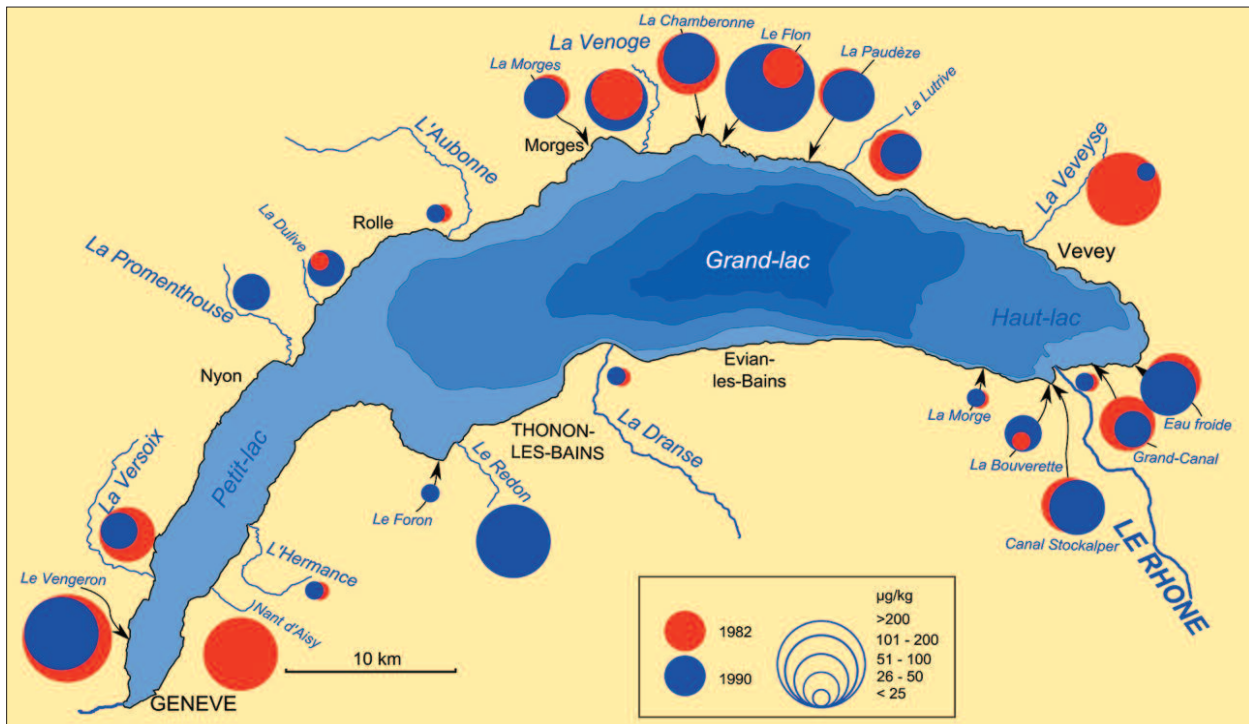 La Chamberonne
Le Flon
La Venoge
La Morges
La Paudèze
La Lutrive
L'Aubonne
Morges
La Veveyse
Rolle
La Dulive
Vevey
La Promenthouse
Grand-lac
Haut-lac
Nyon
Evian-
les-Bains
La Morge
Eau froide
THONON-
LES-BAINS
La Dranse
Grand-Canal
La Bouverette
Le Redon
La Versoix
Petit-lac
Le Foron
Canal Stockalper
LE RHONE
L'Hermance
Le Vengeron
Nant d'Aisy
10 km
GENEVE
µg/kg
>200
1982
101 - 200
51 - 100
26 - 50
1990
< 25